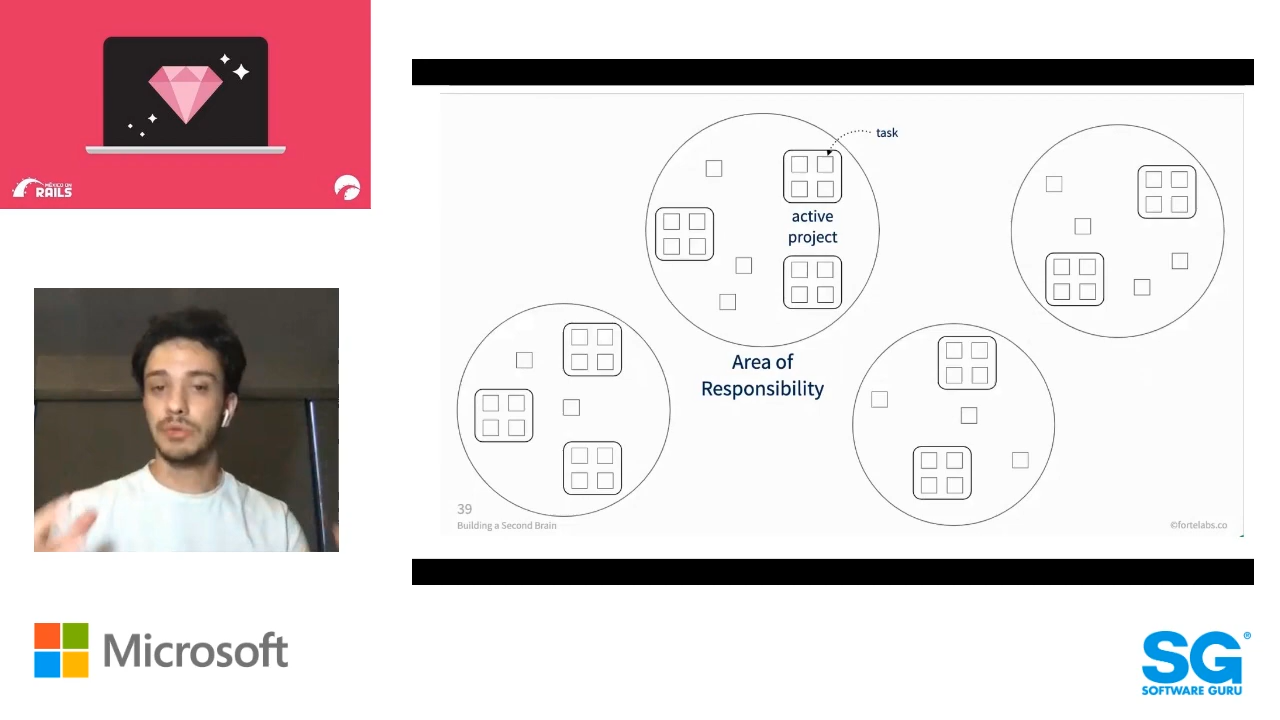 MÉXICO ON
RAILS
task
active
project
Area of
Responsibility
39
Building a Second Brain
©fortelabs.co
Microsoft
SG®
SOFTWARE GURU